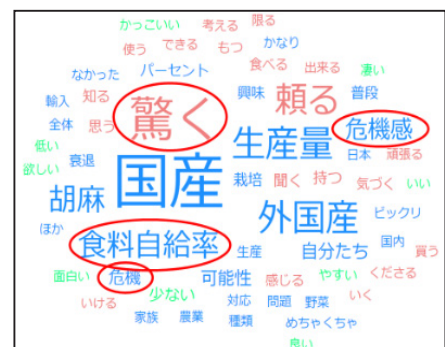 かっこいい 考える 限る
使う できる もつ かなり
食べる 出来る 凄い
なかった パーセント
輸入 知る 驚く 興味 頼る 普段
全体 思う 生産量 危機感
低い 日本 頑張る
欲しい 衰退 国産 栽培 聞く 持つ 気づく いい
胡麻 外国産 ビックリ
ほか 食料自給率 生産 自分たち 国内 買う
面白い 危機 可能性 感じる やすい くださる
いける 少ない 対応 問題 野菜 いく
家族 農業 種類 めちゃくちゃ
良い